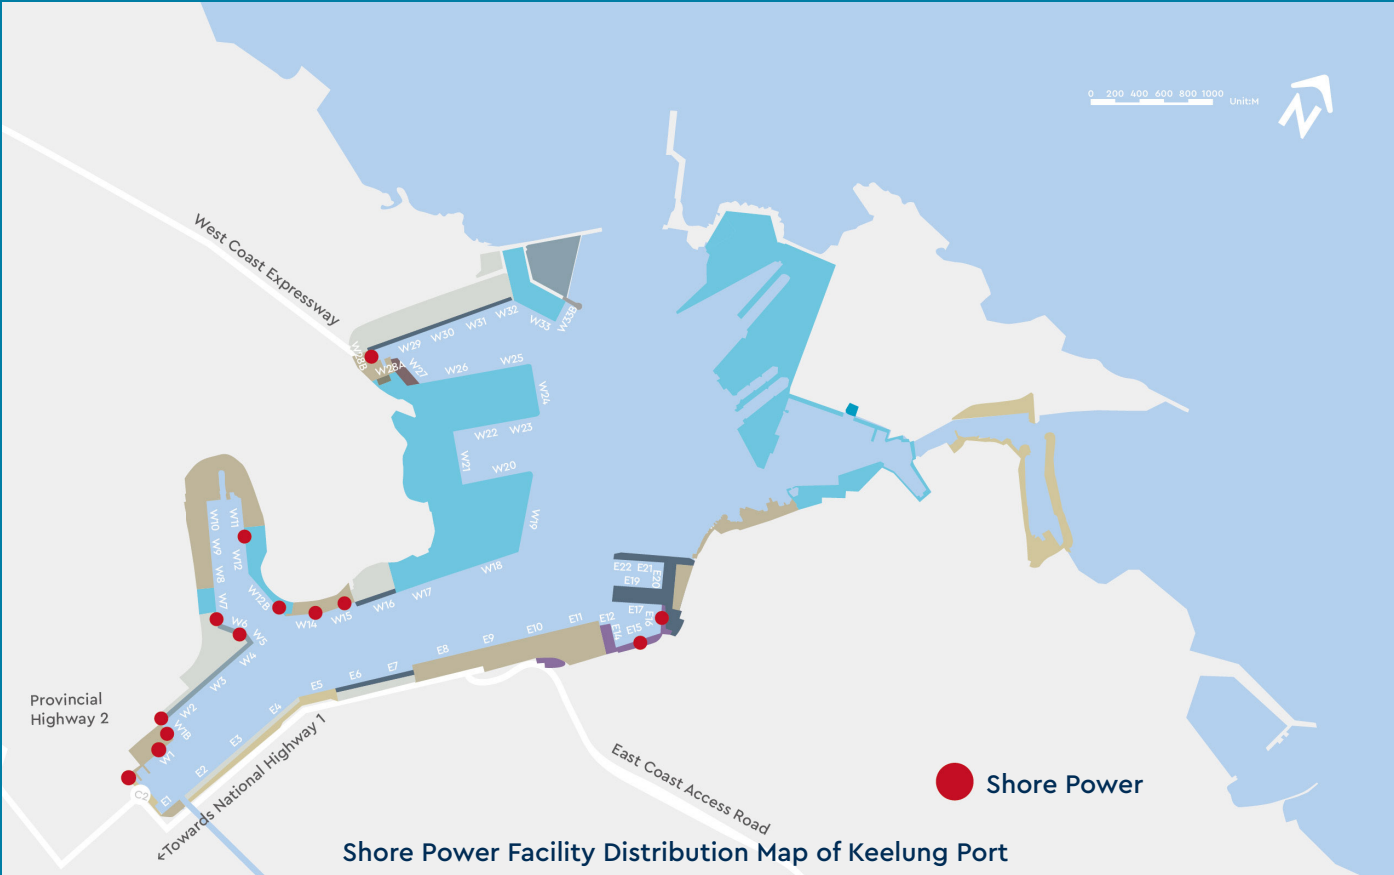 0 200 400 600 800 1000
Unit:M
N
West Coast Expressway
W28B
W28A
W27
W29
W30
W31
W32
W33
W33B
W26
W25
W24
W23
W22
W21
W20
W19
W18
W17
W16
W15
W14
W12B
W12
W11
W10
W9
W8
W7
W6
W5
W4
W3
W2
W1B
W1
C2
E1
E2
E3
E4
E5
E6
E7
E8
E9
E10
E11
E12
E14
E15
E16
E17
E19
E20
E21
E22
Provincial
Highway 2
←Towards National Highway 1
East Coast Access Road
Shore Power
Shore Power Facility Distribution Map of Keelung Port